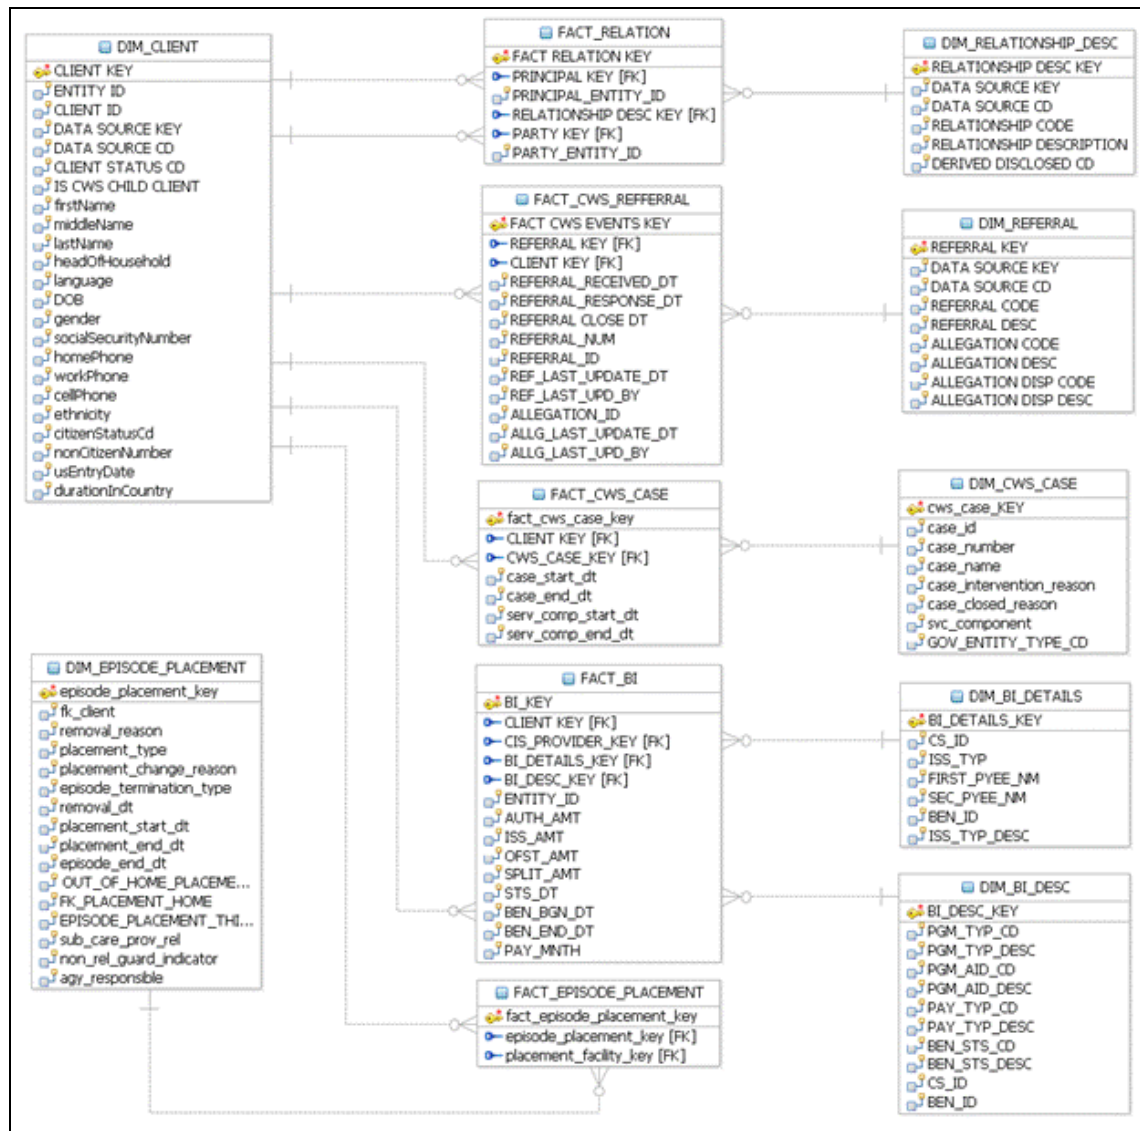 DIM_CLIENT
CLIENT KEY
ENTITY ID
CLIENT ID
DATA SOURCE KEY
DATA SOURCE CD
CLIENT STATUS CD
IS CWS CHILD CLIENT
firstName
middleName
lastName
headOfHousehold
language
DOB
gender
socialSecurityNumber
homePhone
workPhone
cellPhone
ethnicity
citizenStatusCd
nonCitizenNumber
usEntryDate
durationInCountry
FACT_RELATION
FACT RELATION KEY
PRINCIPAL KEY [FK]
PRINCIPAL_ENTITY_ID
RELATIONSHIP DESC KEY [FK]
PARTY KEY [FK]
PARTY_ENTITY_ID
DIM_RELATIONSHIP_DESC
RELATIONSHIP DESC KEY
DATA SOURCE KEY
DATA SOURCE CD
RELATIONSHIP CODE
RELATIONSHIP DESCRIPTION
DERIVED DISCLOSED CD
FACT_CWS_REFFERRAL
FACT CWS EVENTS KEY
REFERRAL KEY [FK]
CLIENT KEY [FK]
REFERRAL_RECEIVED_DT
REFERRAL_RESPONSE_DT
REFERRAL CLOSE DT
REFERRAL_NUM
REFERRAL_ID
REF_LAST_UPDATE_DT
REF_LAST_UPD_BY
ALLEGATION_ID
ALLG_LAST_UPDATE_DT
ALLG_LAST_UPD_BY
DIM_REFERRAL
REFERRAL KEY
DATA SOURCE KEY
DATA SOURCE CD
REFERRAL CODE
REFERRAL DESC
ALLEGATION CODE
ALLEGATION DESC
ALLEGATION DISP CODE
ALLEGATION DISP DESC
FACT_CWS_CASE
fact_cws_case_key
CLIENT KEY [FK]
CWS_CASE_KEY [FK]
case_start_dt
case_end_dt
serv_comp_start_dt
serv_comp_end_dt
DIM_CWS_CASE
cws_case_KEY
case_id
case_number
case_name
case_intervention_reason
case_closed_reason
svc_component
GOV_ENTITY_TYPE_CD
DIM_EPISODE_PLACEMENT
episode_placement_key
fk_client
removal_reason
placement_type
placement_change_reason
episode_termination_type
removal_dt
placement_start_dt
placement_end_dt
episode_end_dt
OUT_OF_HOME_PLACEME...
FK_PLACEMENT_HOME
EPISODE_PLACEMENT_THI...
sub_care_prov_rel
non_rel_guard_indicator
agy_responsible
FACT_BI
BI_KEY
CLIENT KEY [FK]
CIS_PROVIDER_KEY [FK]
BI_DETAILS_KEY [FK]
BI_DESC_KEY [FK]
ENTITY_ID
AUTH_AMT
ISS_AMT
OFST_AMT
SPLIT_AMT
STS_DT
BEN_BGN_DT
BEN_END_DT
PAY_MNTH
DIM_BI_DETAILS
BI_DETAILS_KEY
CS_ID
ISS_TYP
FIRST_PYEE_NM
SEC_PYEE_NM
BEN_ID
ISS_TYP_DESC
DIM_BI_DESC
BI_DESC_KEY
PGM_TYP_CD
PGM_TYP_DESC
PGM_AID_CD
PGM_AID_DESC
PAY_TYP_CD
PAY_TYP_DESC
BEN_STS_CD
BEN_STS_DESC
CS_ID
BEN_ID
FACT_EPISODE_PLACEMENT
fact_episode_placement_key
episode_placement_key [FK]
placement_facility_key [FK]